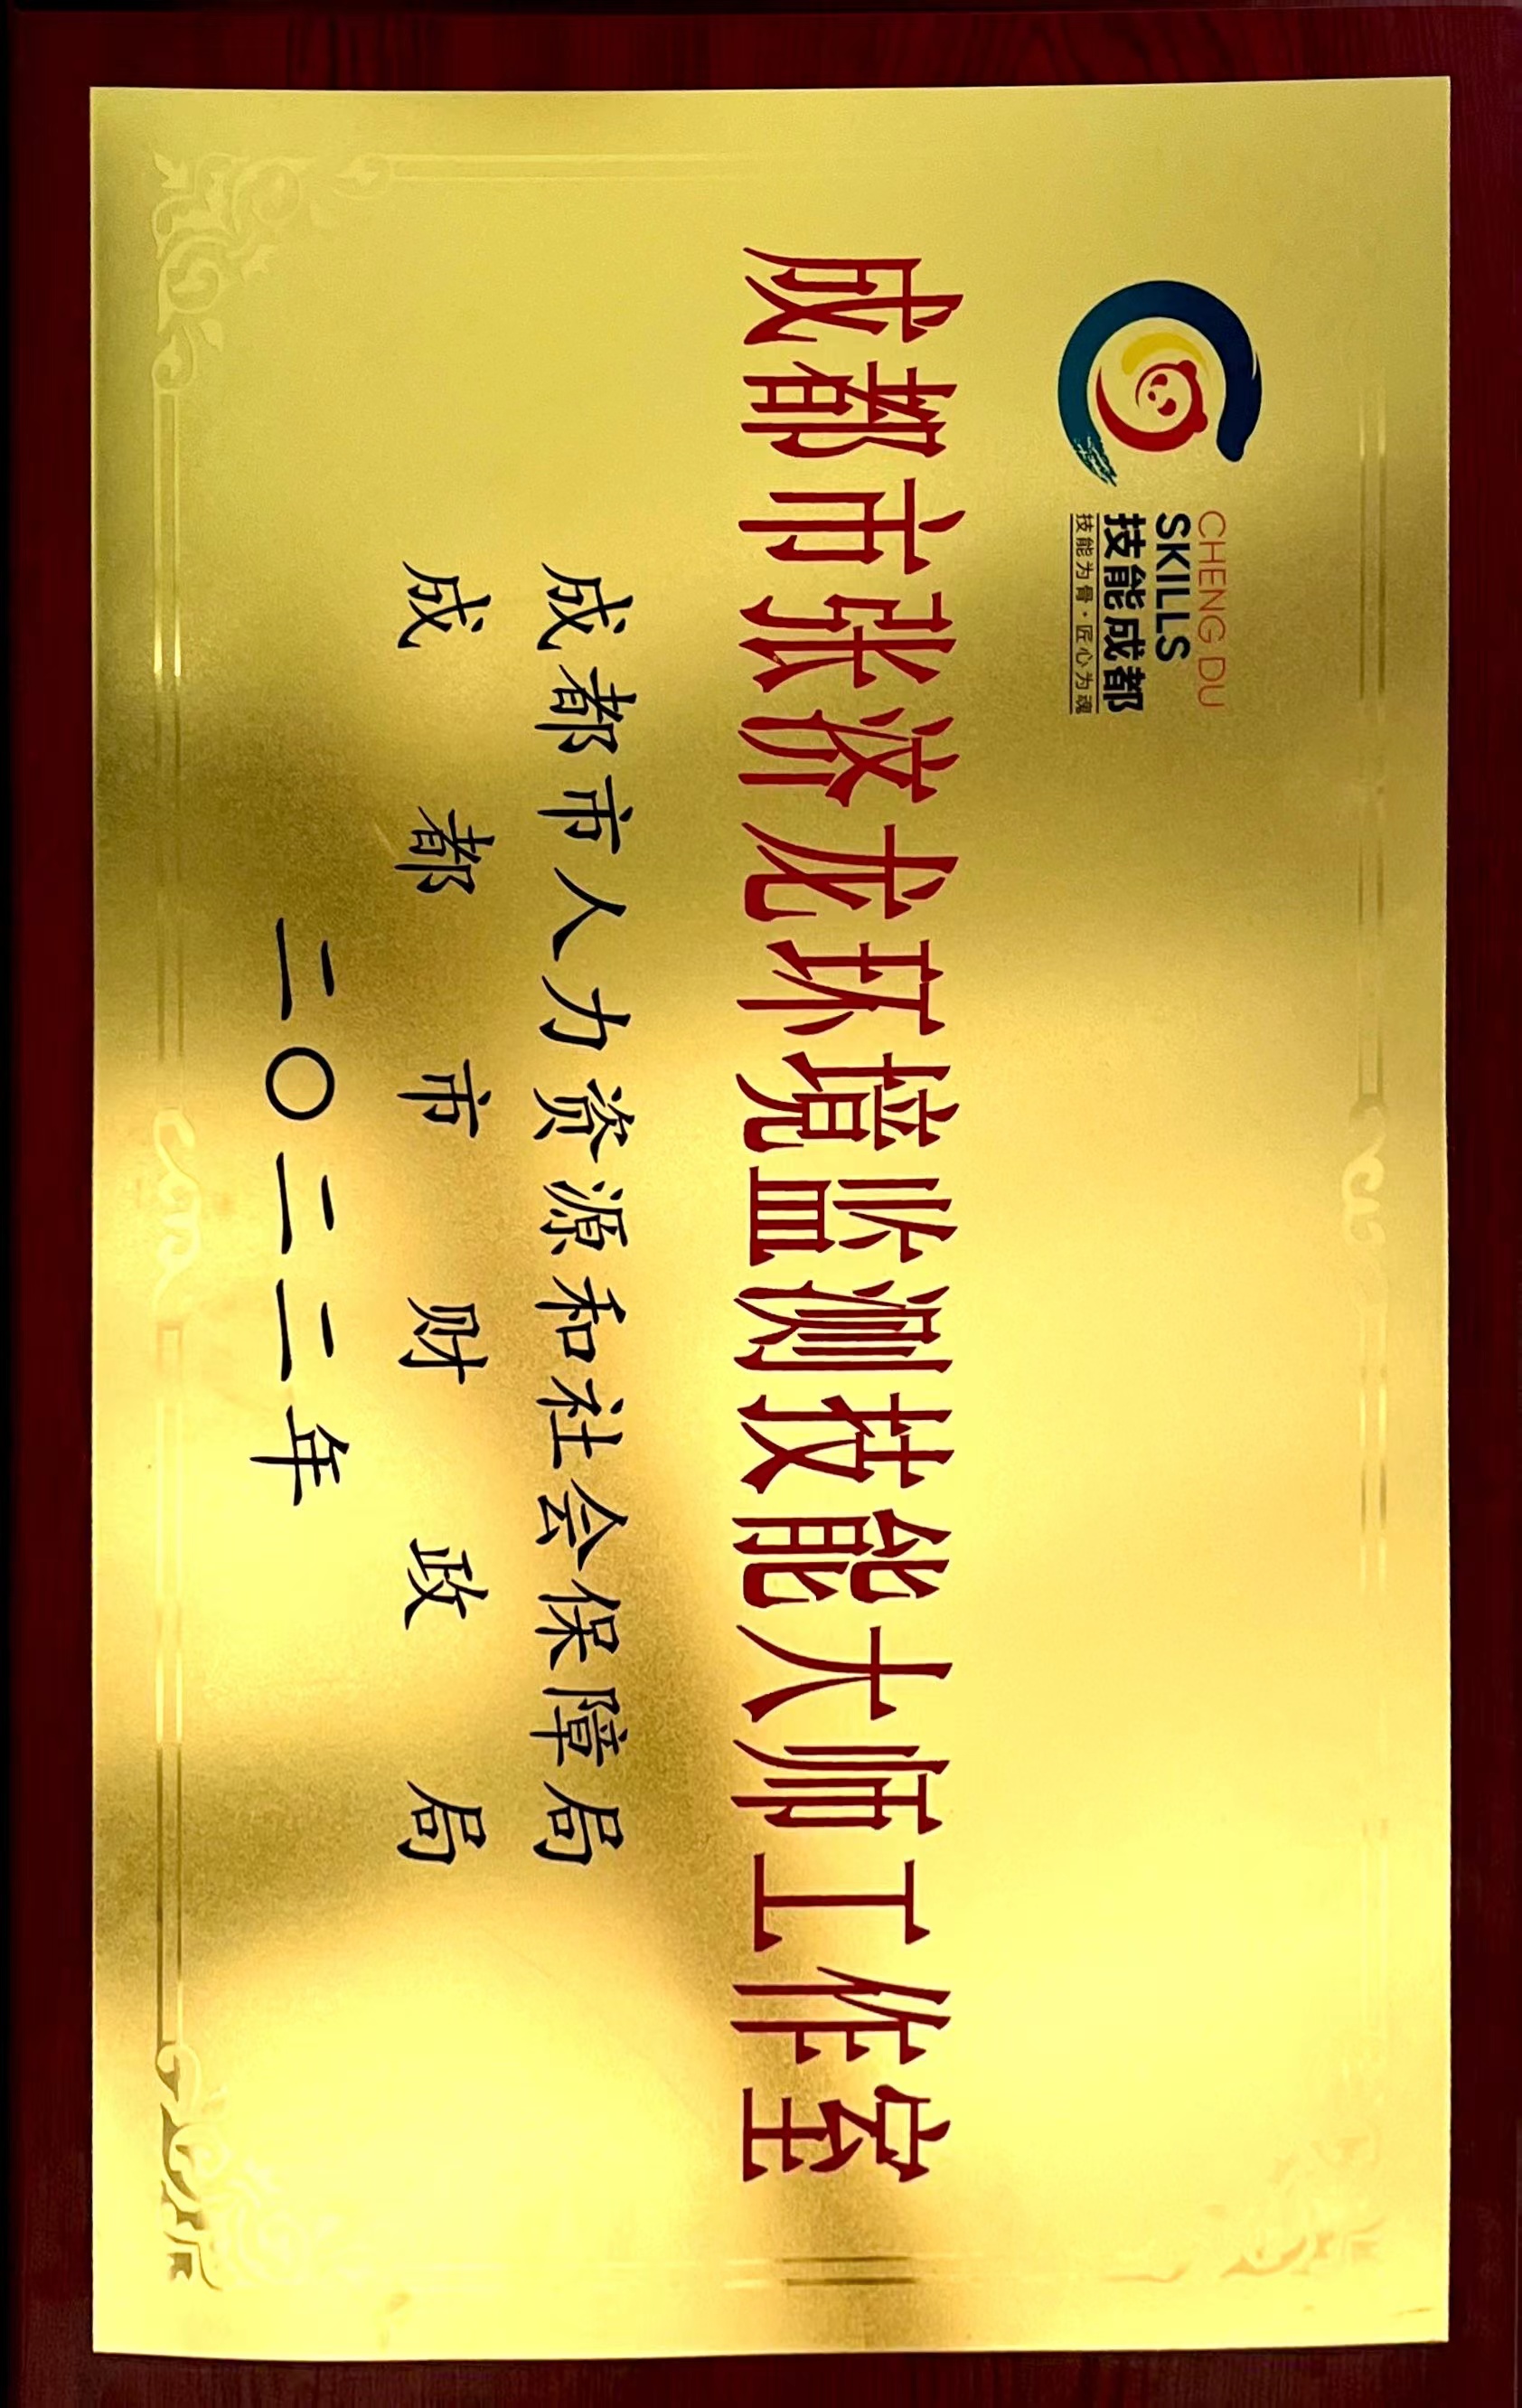 CHENG DU
SKILLS
技能成都
技能为骨·匠心为魂
成都市张济龙环境监测技能大师工作室
成都市人力资源和社会保障局
成都市财政局
二〇二二年